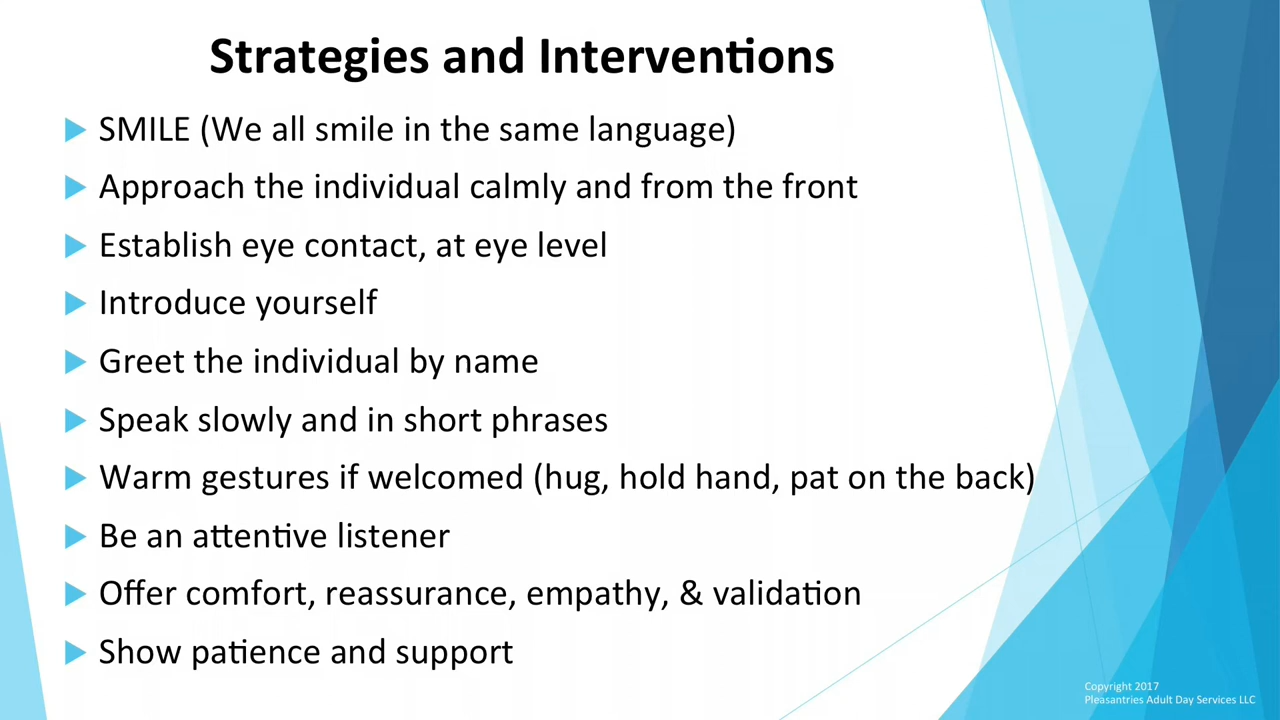 Strategies and Interventions
SMILE (We all smile in the same language)
Approach the individual calmly and from the front
Establish eye contact, at eye level
Introduce yourself
Greet the individual by name
Speak slowly and in short phrases
Warm gestures if welcomed (hug, hold hand, pat on the back)
Be an attentive listener
Offer comfort, reassurance, empathy, & validation
Show patience and support
Copyright 2017
Pleasantries Adult Day Services LLC